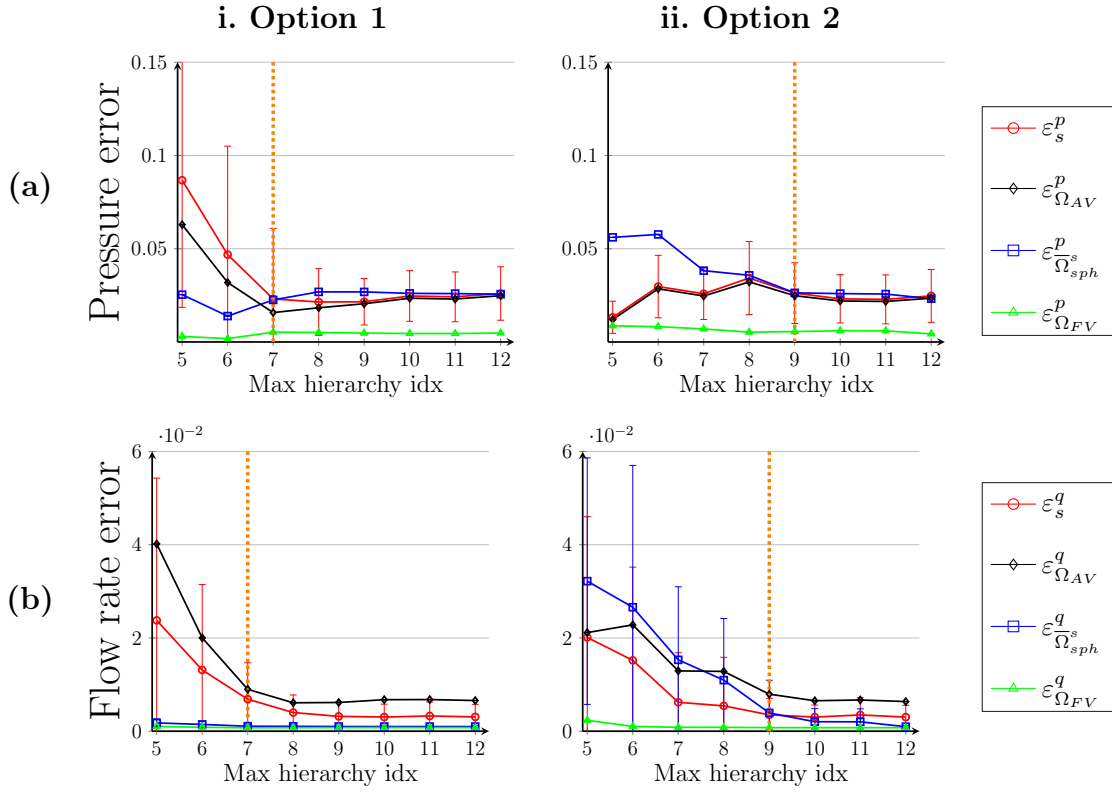 i. Option 1
ii. Option 2
(a)
Pressure error
0.15
0.1
0.05
5 6 7 8 9 10 11 12
Max hierarchy idx
0.15
0.1
0.05
5 6 7 8 9 10 11 12
Max hierarchy idx
ε_s^p
ε_{Ω_{AV}}^p
ε_{\overline{Ω}_{sph}^s}^p
ε_{Ω_{FV}}^p
(b)
Flow rate error
·10^{−2}
6
4
2
0
5 6 7 8 9 10 11 12
Max hierarchy idx
·10^{−2}
6
4
2
0
5 6 7 8 9 10 11 12
Max hierarchy idx
ε_s^q
ε_{Ω_{AV}}^q
ε_{\overline{Ω}_{sph}^s}^q
ε_{Ω_{FV}}^q